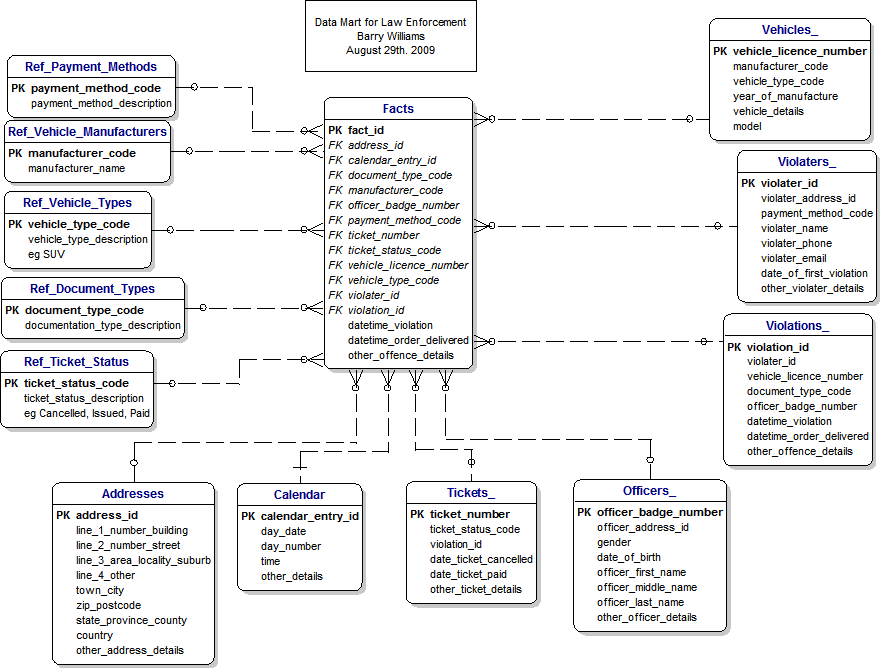 Data Mart for Law Enforcement
Barry Williams
August 29th. 2009
Ref_Payment_Methods
PK payment_method_code
payment_method_description
Ref_Vehicle_Manufacturers
PK manufacturer_code
manufacturer_name
Ref_Vehicle_Types
PK vehicle_type_code
vehicle_type_description
eg SUV
Ref_Document_Types
PK document_type_code
documentation_type_description
Ref_Ticket_Status
PK ticket_status_code
ticket_status_description
eg Cancelled, Issued, Paid
Facts
PK fact_id
FK address_id
FK calendar_entry_id
FK document_type_code
FK manufacturer_code
FK officer_badge_number
FK payment_method_code
FK ticket_number
FK ticket_status_code
FK vehicle_licence_number
FK vehicle_type_code
FK violater_id
FK violation_id
datetime_violation
datetime_order_delivered
other_offence_details
Vehicles_
PK vehicle_licence_number
manufacturer_code
vehicle_type_code
year_of_manufacture
vehicle_details
model
Violaters_
PK violater_id
violater_address_id
payment_method_code
violater_name
violater_phone
violater_email
date_of_first_violation
other_violater_details
Violations_
PK violation_id
violater_id
vehicle_licence_number
document_type_code
officer_badge_number
datetime_violation
datetime_order_delivered
other_offence_details
Addresses
PK address_id
line_1_number_building
line_2_number_street
line_3_area_locality_suburb
line_4_other
town_city
zip_postcode
state_province_county
country
other_address_details
Calendar
PK calendar_entry_id
day_date
day_number
time
other_details
Tickets_
PK ticket_number
ticket_status_code
violation_id
date_ticket_cancelled
date_ticket_paid
other_ticket_details
Officers_
PK officer_badge_number
officer_address_id
gender
date_of_birth
officer_first_name
officer_middle_name
officer_last_name
other_officer_details